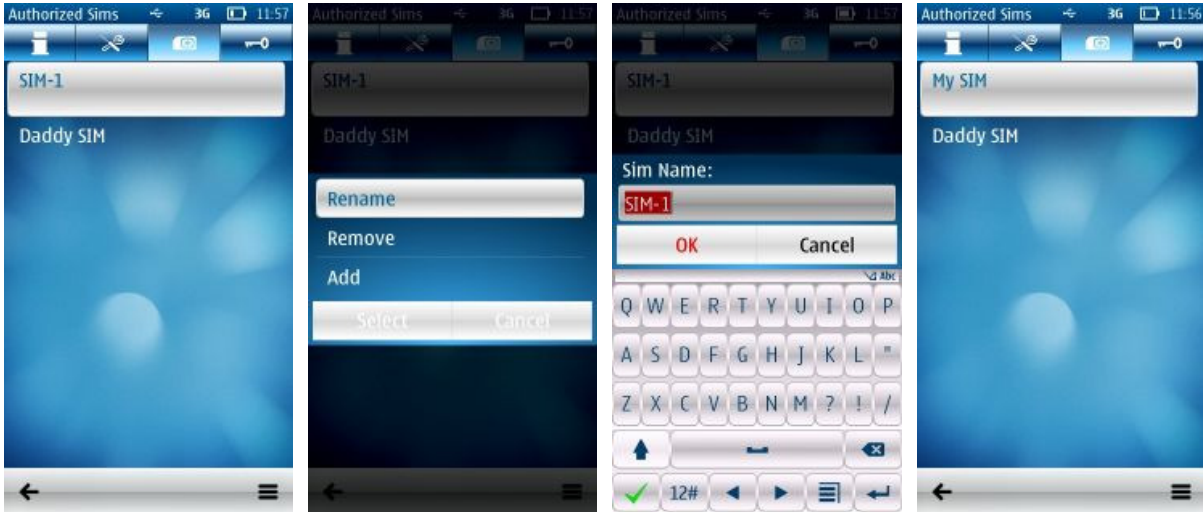 Authorized Sims 3G 11:57
SIM-1
Daddy SIM
Authorized Sims 3G 11:57
SIM-1
Daddy SIM
Rename
Remove
Add
Select Cancel
Authorized Sims 3G 11:57
SIM-1
Daddy SIM
Sim Name:
SIM-1
OK Cancel
Abc
Q W E R T Y U I O P
A S D F G H J K L "
Z X C V B N M ? ! /
12#
Authorized Sims 3G 11:56
My SIM
Daddy SIM